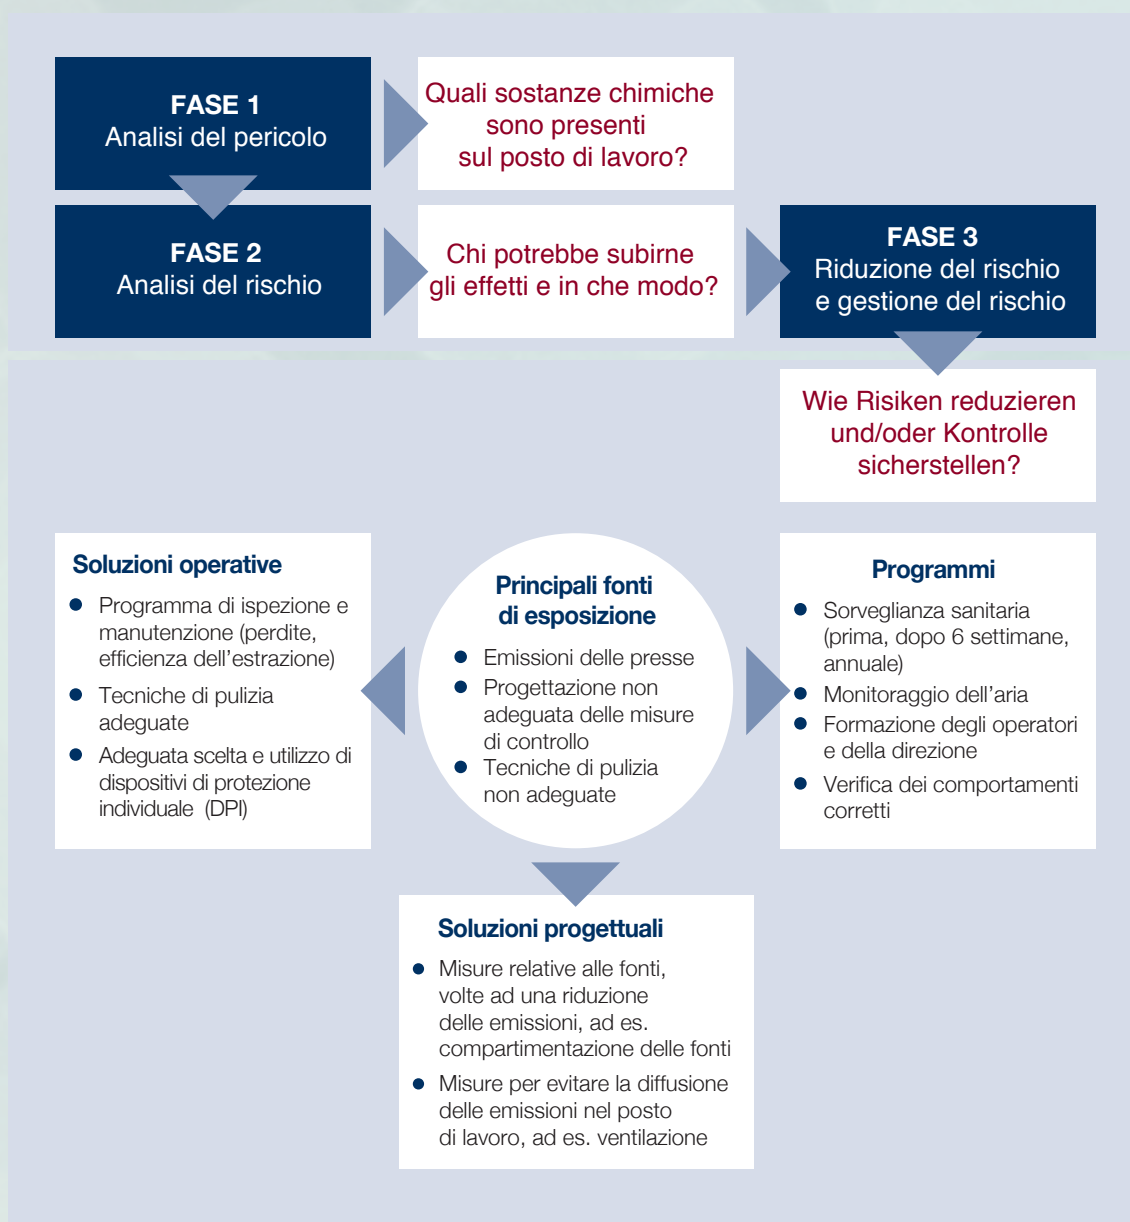 FASE 1
Analisi del pericolo
Quali sostanze chimiche
sono presenti
sul posto di lavoro?
FASE 2
Analisi del rischio
Chi potrebbe subirne
gli effetti e in che modo?
FASE 3
Riduzione del rischio
e gestione del rischio
Wie Risiken reduzieren
und/oder Kontrolle
sicherstellen?
Soluzioni operative
● Programma di ispezione e
manutenzione (perdite,
efficienza dell'estrazione)
● Tecniche di pulizia
adeguate
● Adeguata scelta e utilizzo di
dispositivi di protezione
individuale (DPI)
Principali fonti
di esposizione
● Emissioni delle presse
● Progettazione non
adeguata delle misure
di controllo
● Tecniche di pulizia
non adeguate
Programmi
● Sorveglianza sanitaria
(prima, dopo 6 settimane,
annuale)
● Monitoraggio dell'aria
● Formazione degli operatori
e della direzione
● Verifica dei comportamenti
corretti
Soluzioni progettuali
● Misure relative alle fonti,
volte ad una riduzione
delle emissioni, ad es.
compartimentazione delle fonti
● Misure per evitare la diffusione
delle emissioni nel posto
di lavoro, ad es. ventilazione